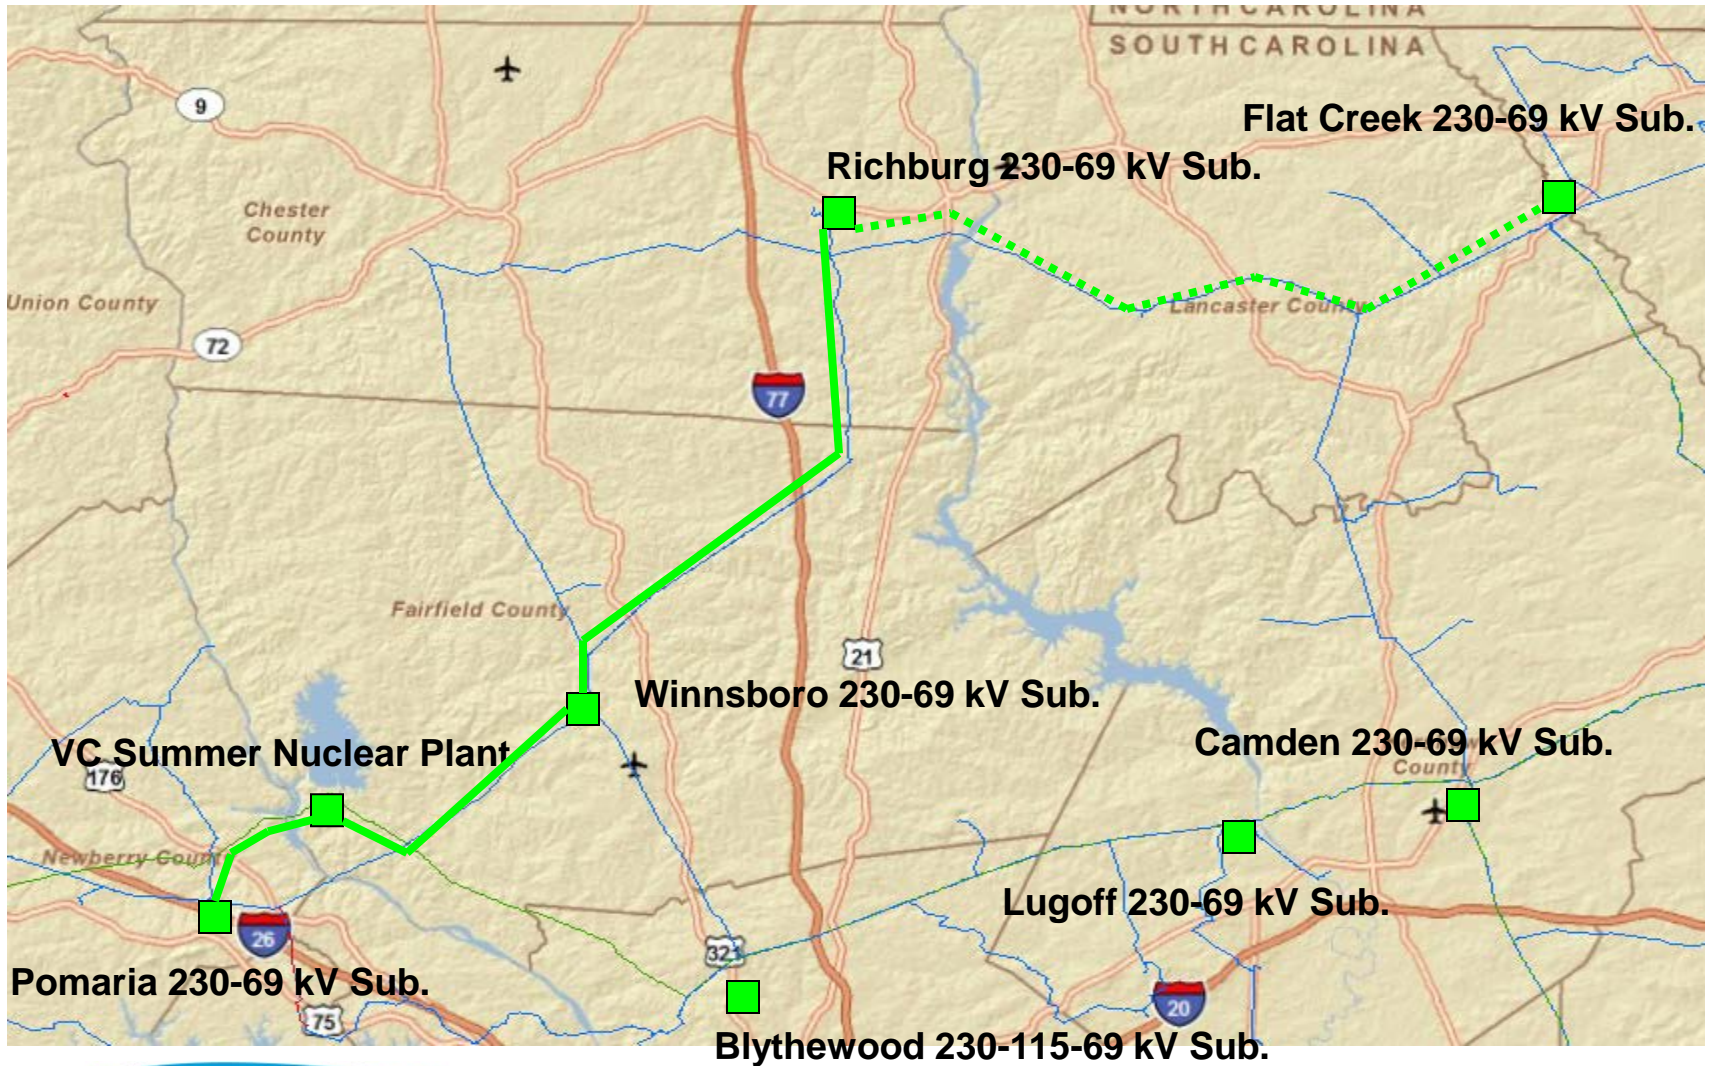 NORTH CAROLINA
SOUTH CAROLINA
9
Flat Creek 230-69 kV Sub.
Richburg 230-69 kV Sub.
Chester
County
Union County
Lancaster County
72
77
Fairfield County
21
Winnsboro 230-69 kV Sub.
VC Summer Nuclear Plant
176
Camden 230-69 kV Sub.
County
Newberry County
Lugoff 230-69 kV Sub.
26
321
Pomaria 230-69 kV Sub.
75
20
Blythewood 230-115-69 kV Sub.